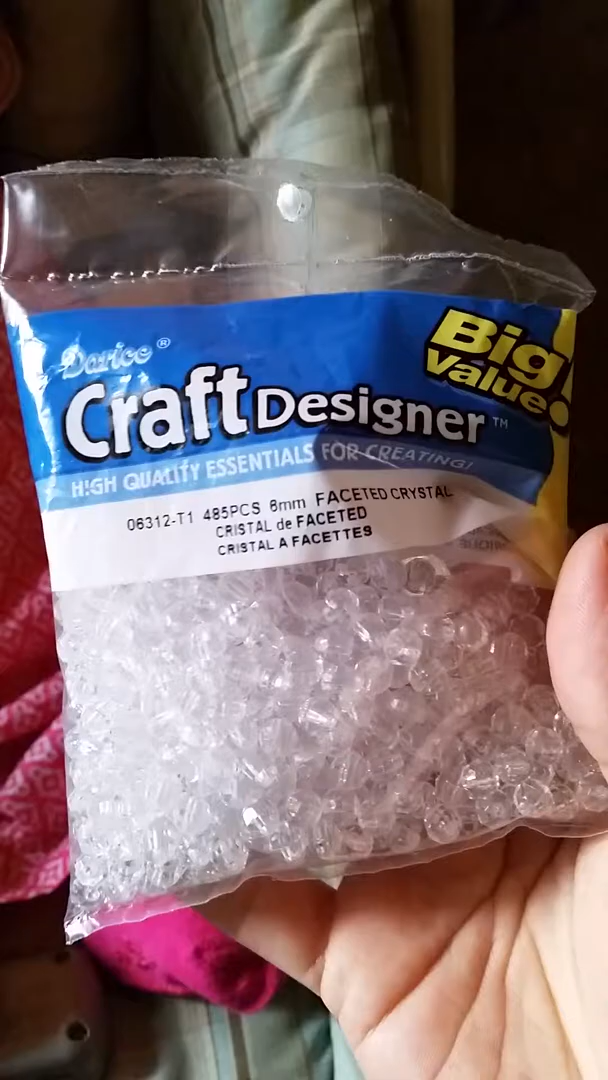 Darice®
Craft Designer™
Big
Value!
HIGH QUALITY ESSENTIALS FOR CREATING!
06312-T1 485PCS 6mm FACETED CRYSTAL
CRISTAL de FACETED
CRISTAL A FACETTES